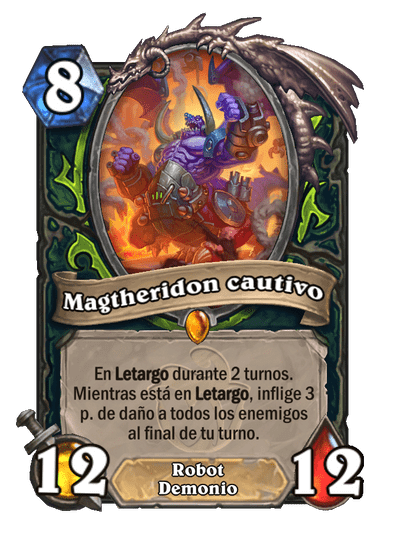 8
Magtheridon cautivo
En Letargo durante 2 turnos.
Mientras está en Letargo, inflige 3
p. de daño a todos los enemigos
al final de tu turno.
12
Robot
Demonio
12